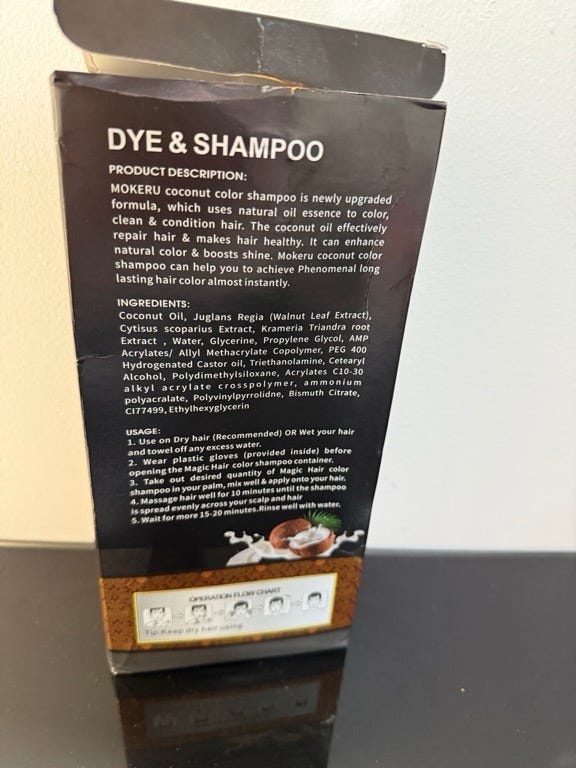 DYE & SHAMPOO
PRODUCT DESCRIPTION:
MOKERU coconut color shampoo is newly upgraded
formula, which uses natural oil essence to color,
clean & condition hair. The coconut oil effectively
repair hair & makes hair healthy. It can enhance
natural color & boosts shine. Mokeru coconut color
shampoo can help you to achieve Phenomenal long
lasting hair color almost instantly.
INGREDIENTS:
Coconut Oil, Juglans Regia (Walnut Leaf Extract),
Cytisus scoparius Extract, Krameria Triandra root
Extract , Water, Glycerine, Propylene Glycol, AMP
Acrylates/ Allyl Methacrylate Copolymer, PEG 400
Hydrogenated Castor oil, Triethanolamine, Cetearyl
Alcohol, Polydimethylsiloxane, Acrylates C10-30
alkyl acrylate crosspolymer, ammonium
polyacralate, Polyvinylpyrrolidine, Bismuth Citrate,
CI77499, Ethylhexyglycerin
USAGE:
1. Use on Dry hair (Recommended) OR Wet your hair
and towel off any excess water.
2. Wear plastic gloves (provided inside) before
opening the Magic Hair color shampoo container.
3. Take out desired quantity of Magic Hair color
shampoo in your palm, mix well & apply onto your hair.
4. Massage hair well for 10 minutes until the shampoo
is spread evenly across your scalp and hair
5. Wait for more 15-20 minutes.Rinse well with water.
OPERATION FLOW CHART
Tip:Keep dry hair using